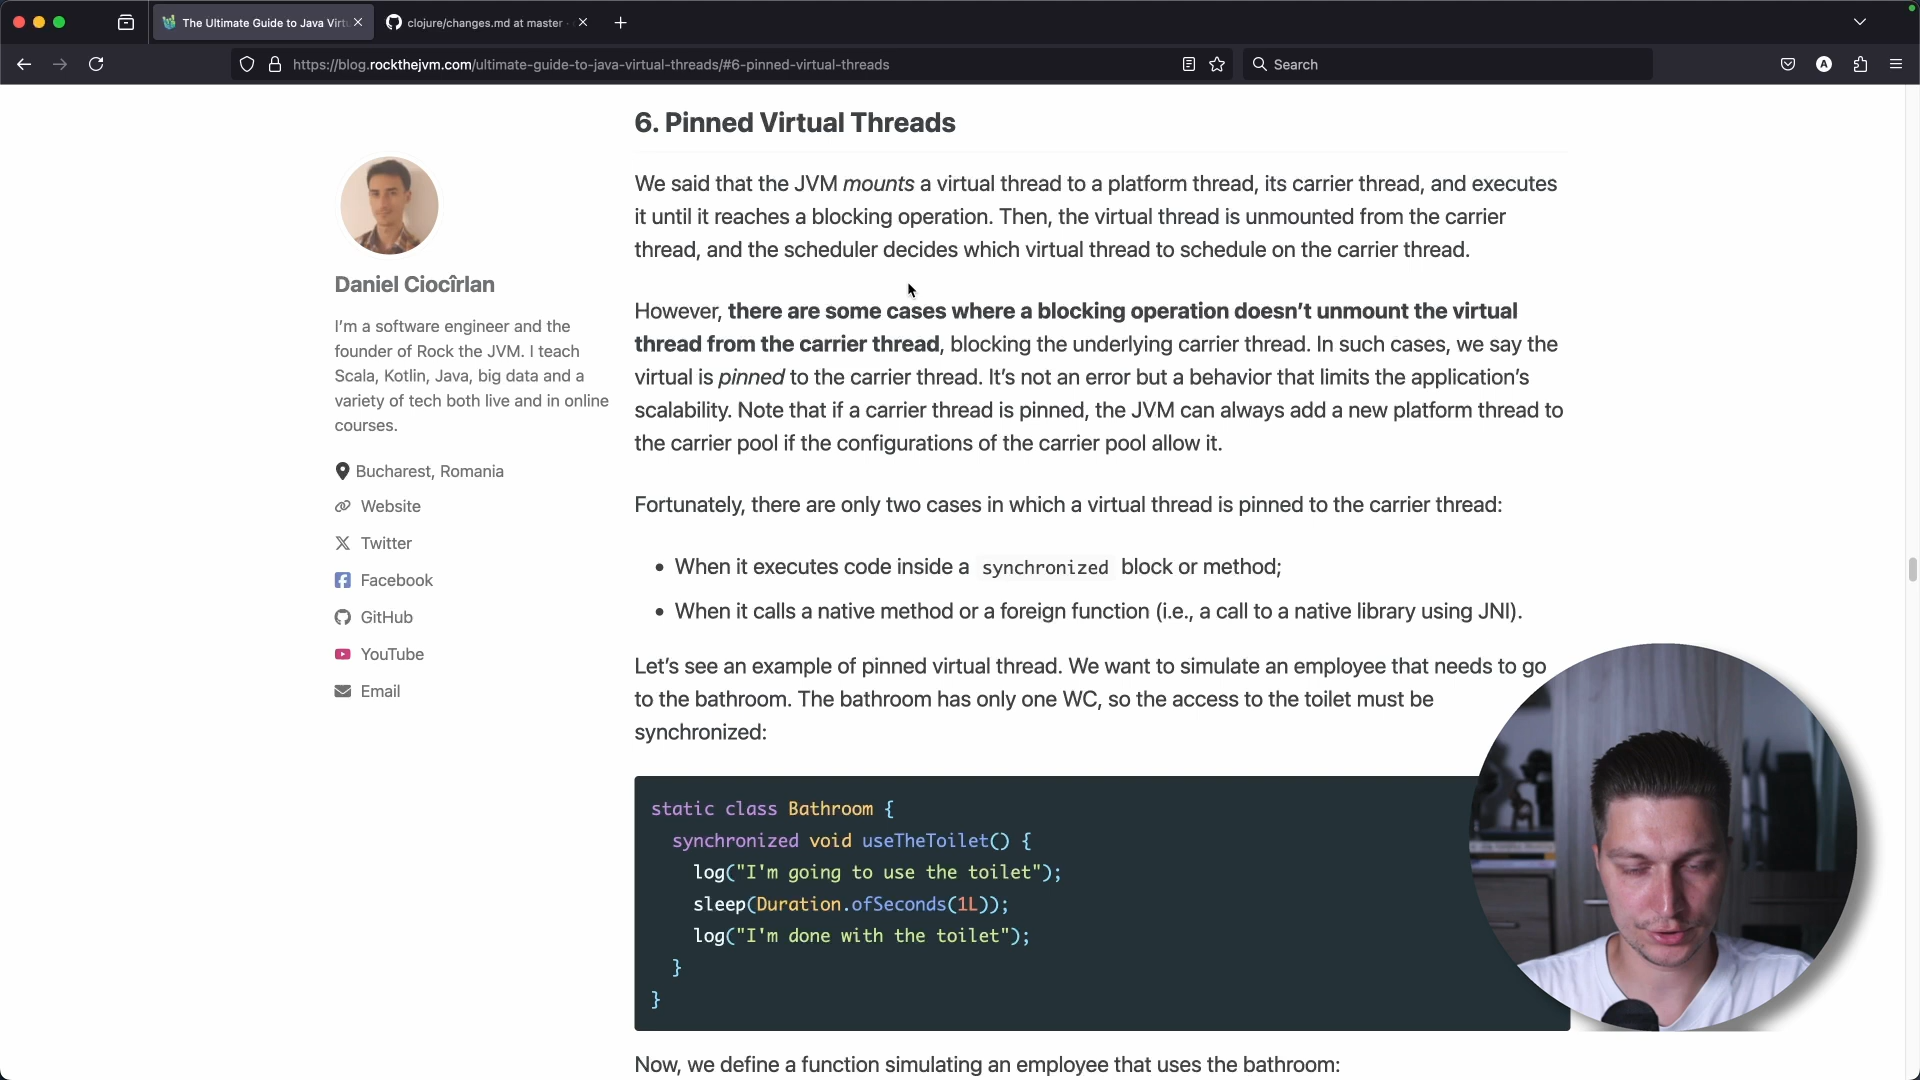 The Ultimate Guide to Java Virt
clojure/changes.md at master ·
https://blog.rockthejvm.com/ultimate-guide-to-java-virtual-threads/#6-pinned-virtual-threads
Search
A
6. Pinned Virtual Threads
We said that the JVM mounts a virtual thread to a platform thread, its carrier thread, and executes
it until it reaches a blocking operation. Then, the virtual thread is unmounted from the carrier
thread, and the scheduler decides which virtual thread to schedule on the carrier thread.
However, there are some cases where a blocking operation doesn’t unmount the virtual
thread from the carrier thread, blocking the underlying carrier thread. In such cases, we say the
virtual is pinned to the carrier thread. It’s not an error but a behavior that limits the application’s
scalability. Note that if a carrier thread is pinned, the JVM can always add a new platform thread to
the carrier pool if the configurations of the carrier pool allow it.
Fortunately, there are only two cases in which a virtual thread is pinned to the carrier thread:
• When it executes code inside a synchronized block or method;
• When it calls a native method or a foreign function (i.e., a call to a native library using JNI).
Let’s see an example of pinned virtual thread. We want to simulate an employee that needs to go
to the bathroom. The bathroom has only one WC, so the access to the toilet must be
synchronized:
static class Bathroom {
synchronized void useTheToilet() {
log("I'm going to use the toilet");
sleep(Duration.ofSeconds(1L));
log("I'm done with the toilet");
}
}
Now, we define a function simulating an employee that uses the bathroom:
Daniel Ciocîrlan
I’m a software engineer and the
founder of Rock the JVM. I teach
Scala, Kotlin, Java, big data and a
variety of tech both live and in online
courses.
Bucharest, Romania
Website
Twitter
Facebook
GitHub
YouTube
Email